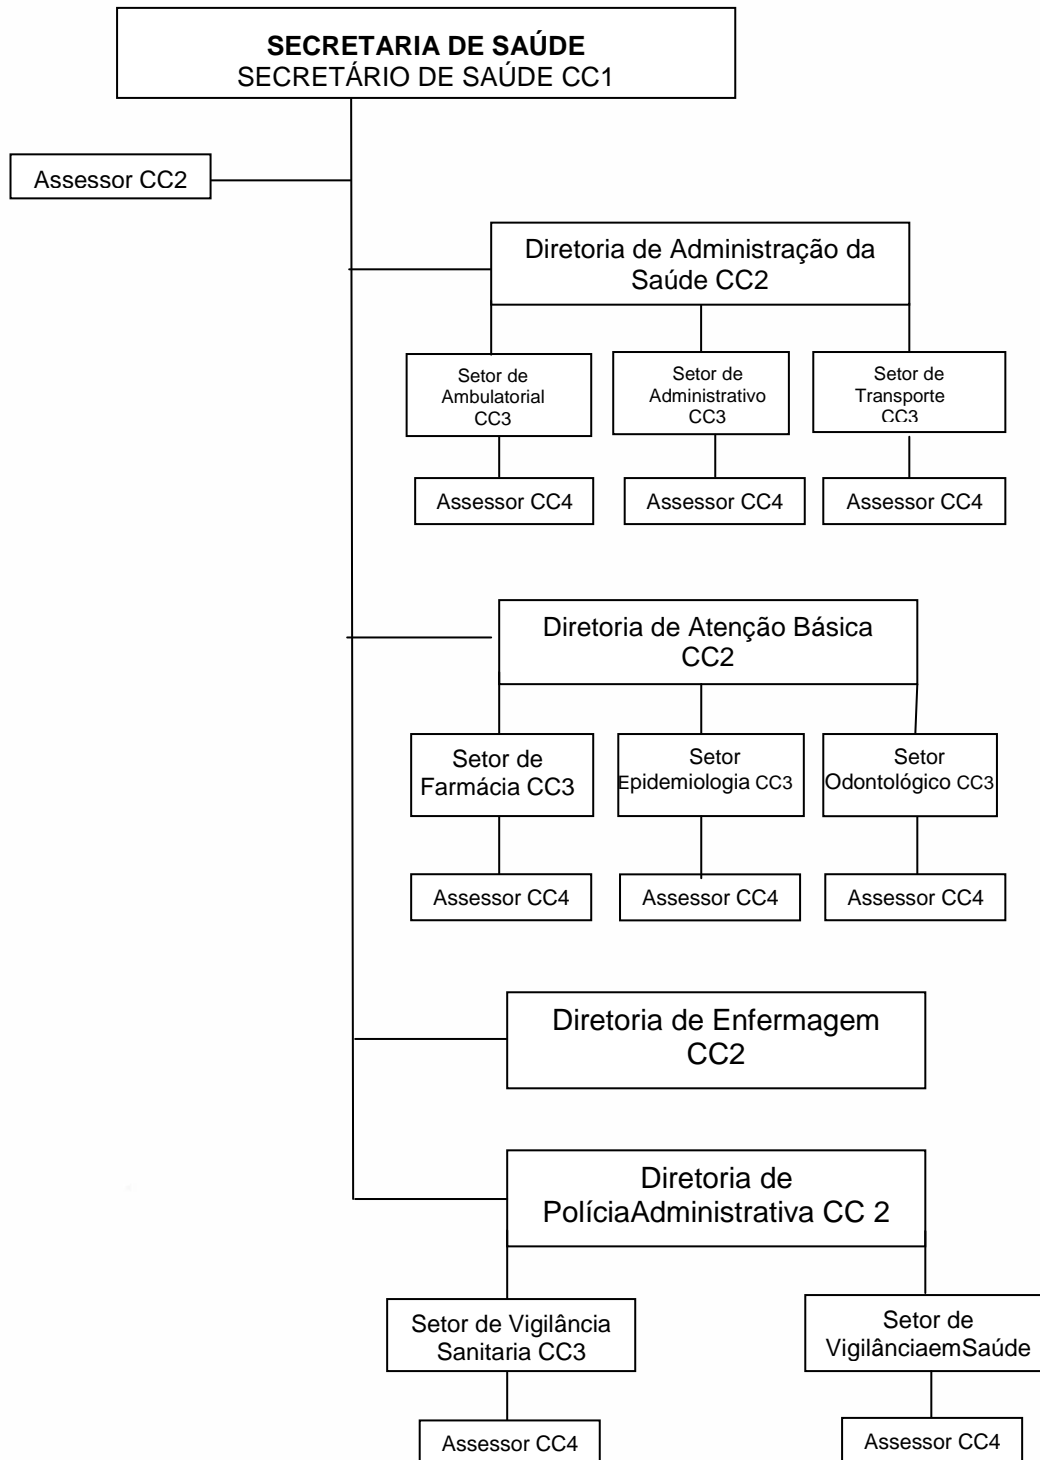 SECRETARIA DE SAÚDE
SECRETÁRIO DE SAÚDE CC1
Assessor CC2
Diretoria de Administração da
Saúde CC2
Setor de
Ambulatorial
CC3
Setor de
Administrativo
CC3
Setor de
Transporte
CC3
Assessor CC4
Assessor CC4
Assessor CC4
Diretoria de Atenção Básica
CC2
Setor de
Farmácia CC3
Setor
Epidemiologia CC3
Setor
Odontológico CC3
Assessor CC4
Assessor CC4
Assessor CC4
Diretoria de Enfermagem
CC2
Diretoria de
PolíciaAdministrativa CC 2
Setor de Vigilância
Sanitaria CC3
Setor de
VigilânciaemSaúde
Assessor CC4
Assessor CC4